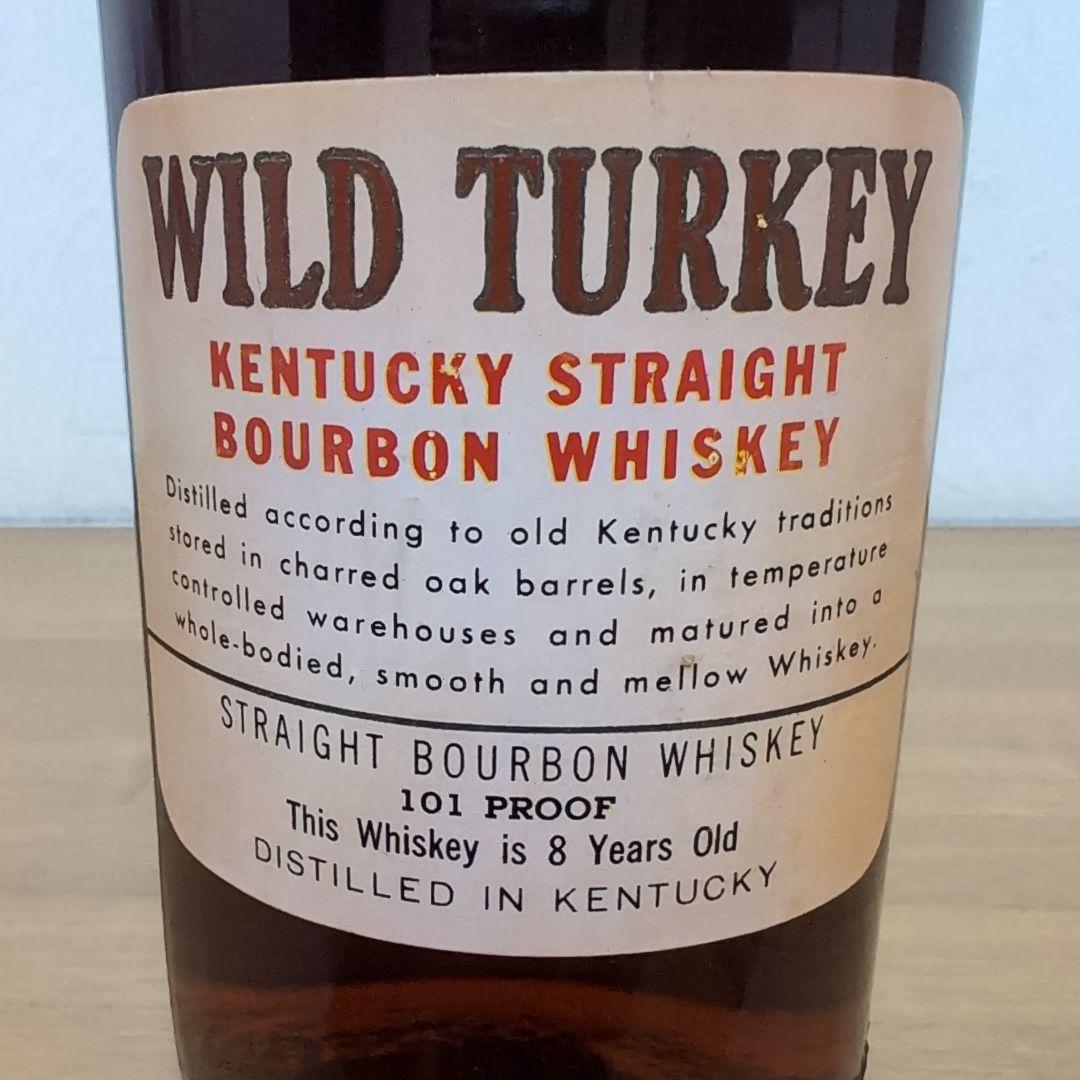 WILD TURKEY
KENTUCKY STRAIGHT
BOURBON WHISKEY
Distilled according to old Kentucky traditions
stored in charred oak barrels, in temperature
controlled warehouses and matured into a
whole-bodied, smooth and mellow Whiskey.
STRAIGHT BOURBON WHISKEY
101 PROOF
This Whiskey is 8 Years Old
DISTILLED IN KENTUCKY